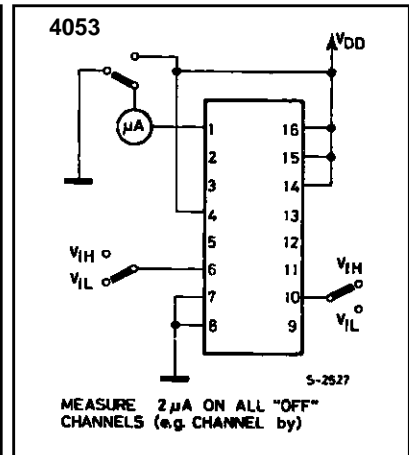 4053
VDD
µA
1 16
2 15
3 14
4 13
5 12
VIH
6 11
VIH
VIL
7 10
8 9
VIL
S-2527
MEASURE 2µA ON ALL "OFF"
CHANNELS (e.g. CHANNEL by)